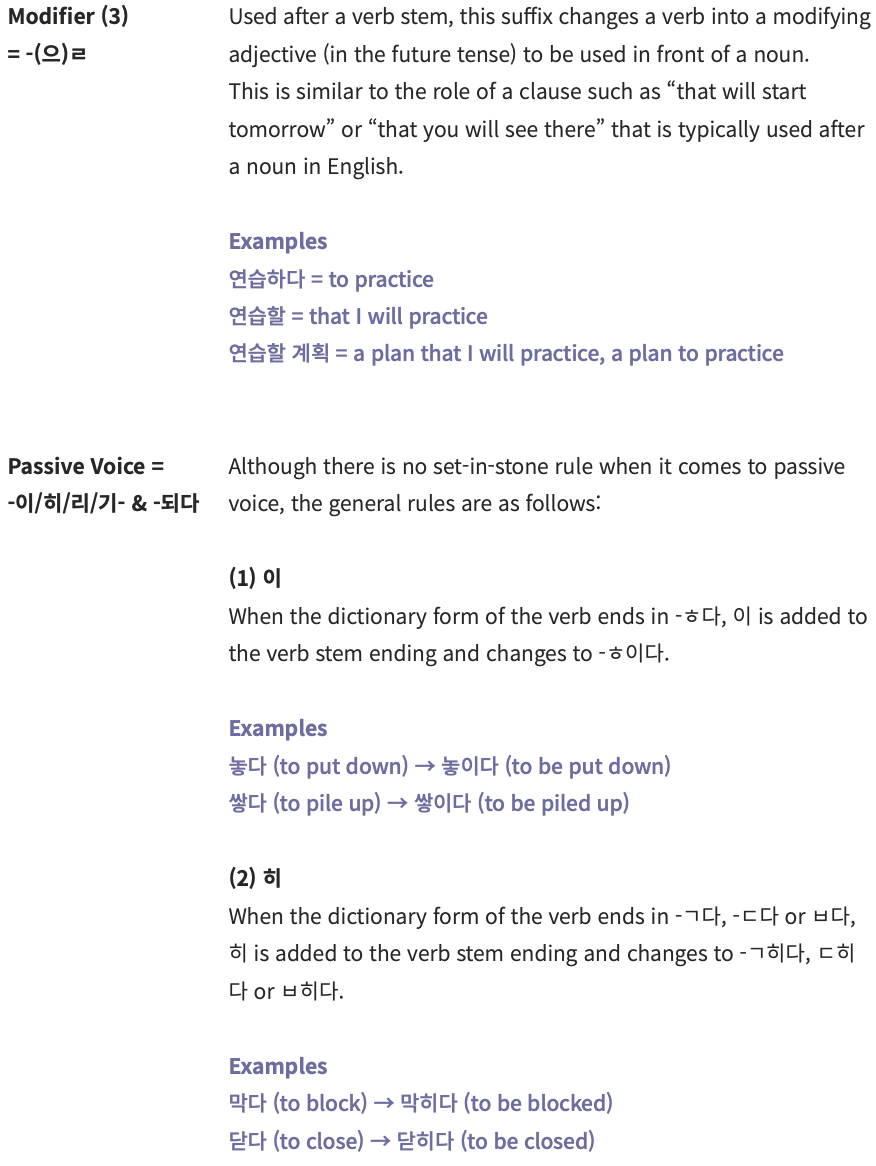 Modifier (3)
= -(으)ㄹ
Used after a verb stem, this suffix changes a verb into a modifying
adjective (in the future tense) to be used in front of a noun.
This is similar to the role of a clause such as “that will start
tomorrow” or “that you will see there” that is typically used after
a noun in English.
Examples
연습하다 = to practice
연습할 = that I will practice
연습할 계획 = a plan that I will practice, a plan to practice
Passive Voice =
-이/히/리/기- & -되다
Although there is no set-in-stone rule when it comes to passive
voice, the general rules are as follows:
(1) 이
When the dictionary form of the verb ends in -ㅎ다, 이 is added to
the verb stem ending and changes to -ㅎ이다.
Examples
놓다 (to put down) → 놓이다 (to be put down)
쌓다 (to pile up) → 쌓이다 (to be piled up)
(2) 히
When the dictionary form of the verb ends in -ㄱ다, -ㄷ다 or ㅂ다,
히 is added to the verb stem ending and changes to -ㄱ히다, ㄷ히
다 or ㅂ히다.
Examples
막다 (to block) → 막히다 (to be blocked)
닫다 (to close) → 닫히다 (to be closed)